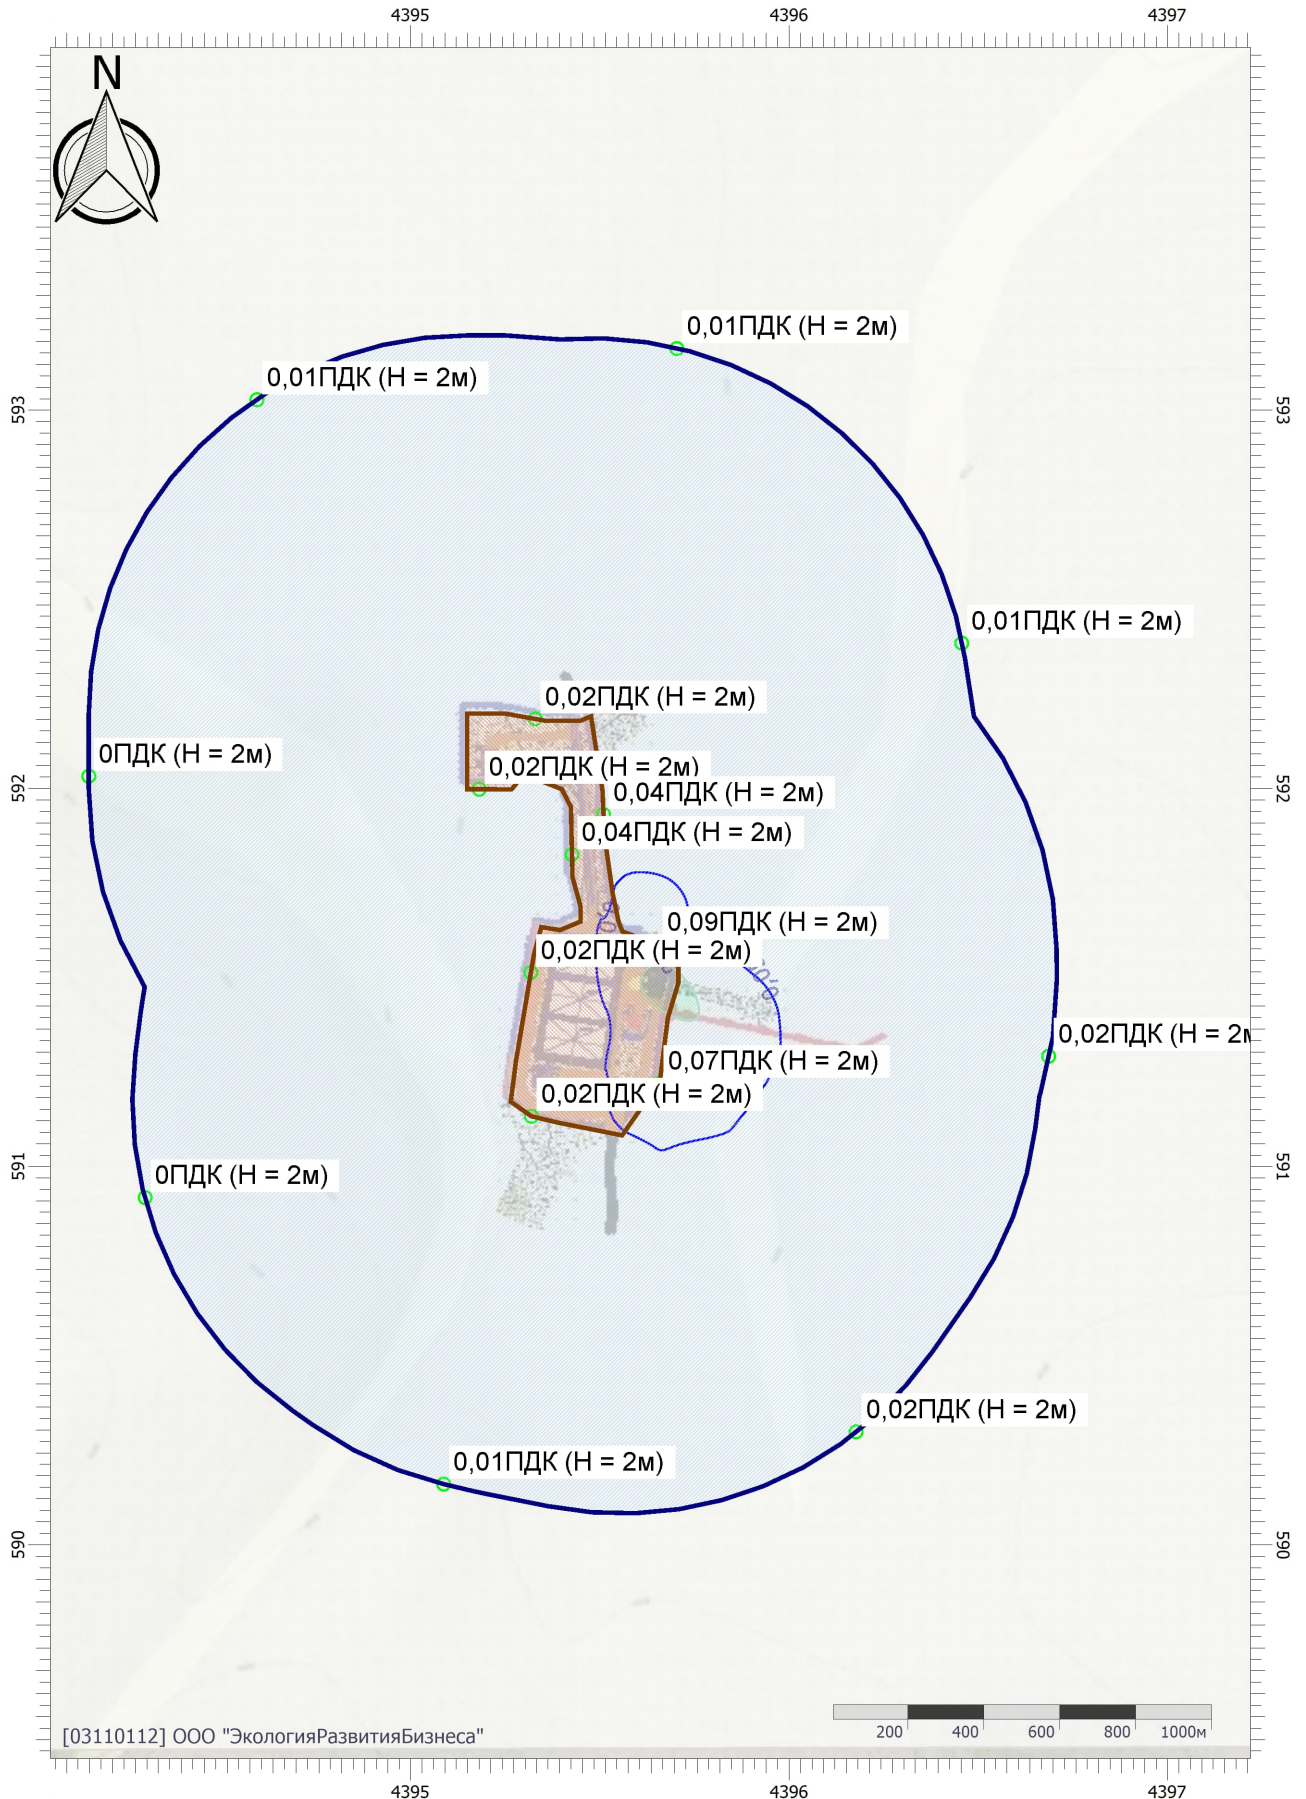 4395 4396 4397
N
0,01ПДК (Н = 2м)
0,01ПДК (Н = 2м)
593 593
0,01ПДК (Н = 2м)
0,02ПДК (Н = 2м)
0ПДК (Н = 2м)
0,02ПДК (Н = 2м)
592 592
0,04ПДК (Н = 2м)
0,04ПДК (Н = 2м)
0,09ПДК (Н = 2м)
0,02ПДК (Н = 2м)
0,02ПДК (Н = 2м
0,07ПДК (Н = 2м)
0,02ПДК (Н = 2м)
591 591
0ПДК (Н = 2м)
0,02ПДК (Н = 2м)
0,01ПДК (Н = 2м)
590 590
[03110112] ООО "ЭкологияРазвитияБизнеса"
200 400 600 800 1000м
4395 4396 4397